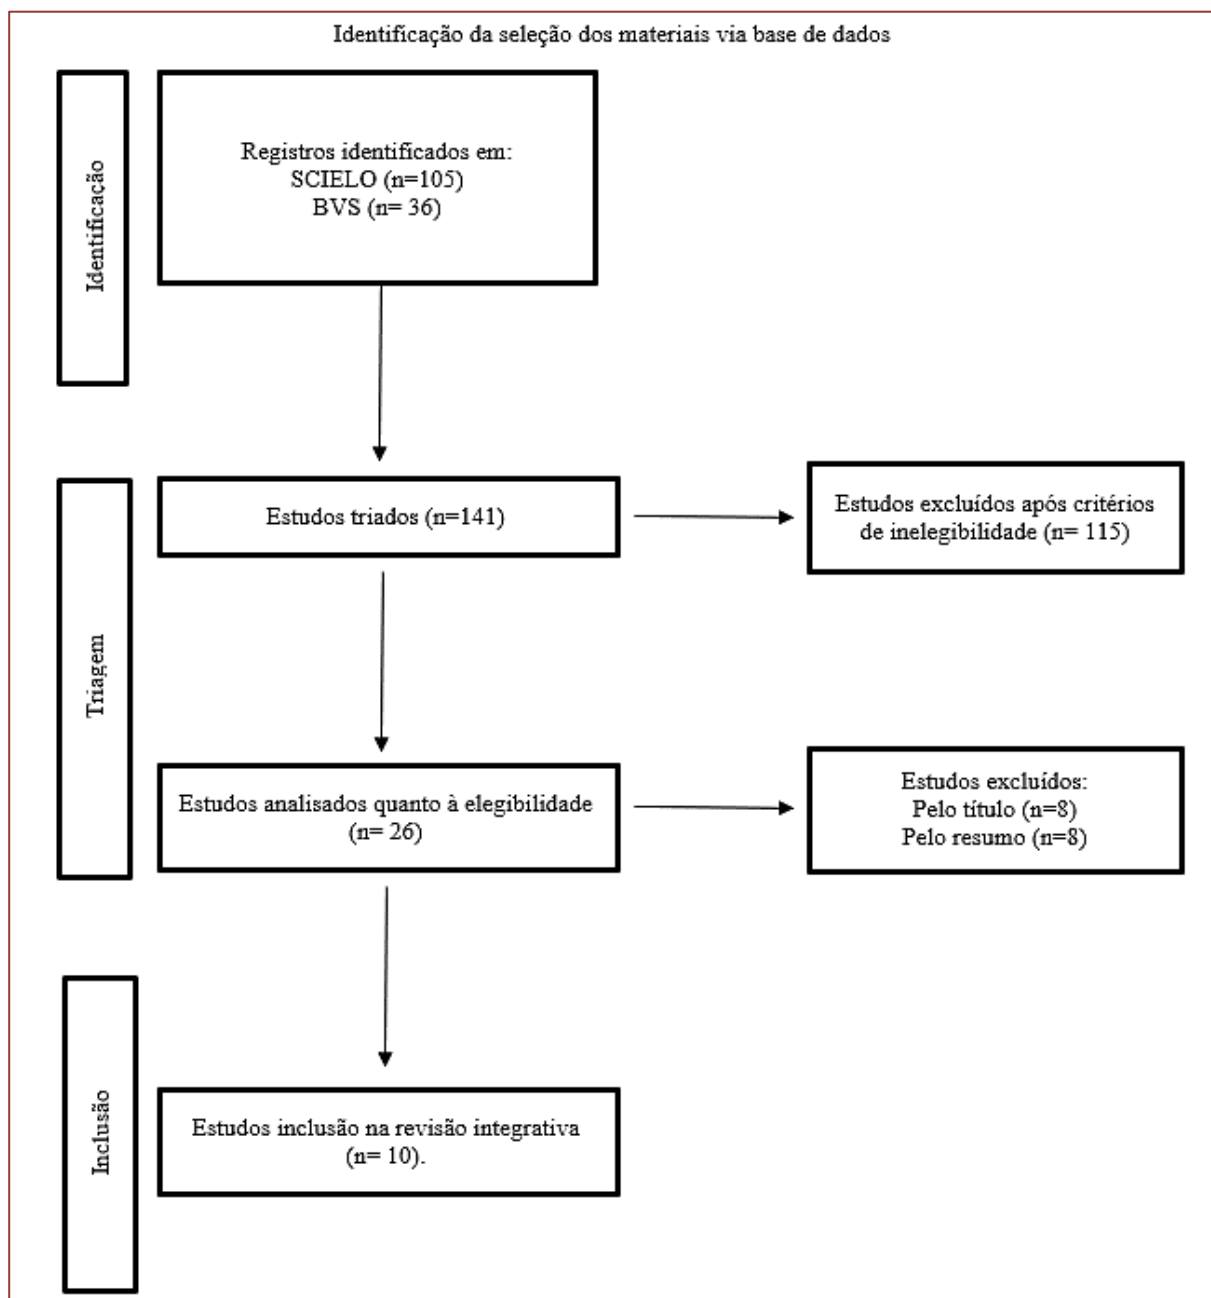 Identificação da seleção dos materiais via base de dados
Identificação
Registros identificados em:
SCIELO (n=105)
BVS (n= 36)
Triagem
Estudos triados (n=141)
Estudos excluídos após critérios
de inelegibilidade (n= 115)
Estudos analisados quanto à elegibilidade
(n= 26)
Estudos excluídos:
Pelo título (n=8)
Pelo resumo (n=8)
Inclusão
Estudos inclusão na revisão integrativa
(n= 10).